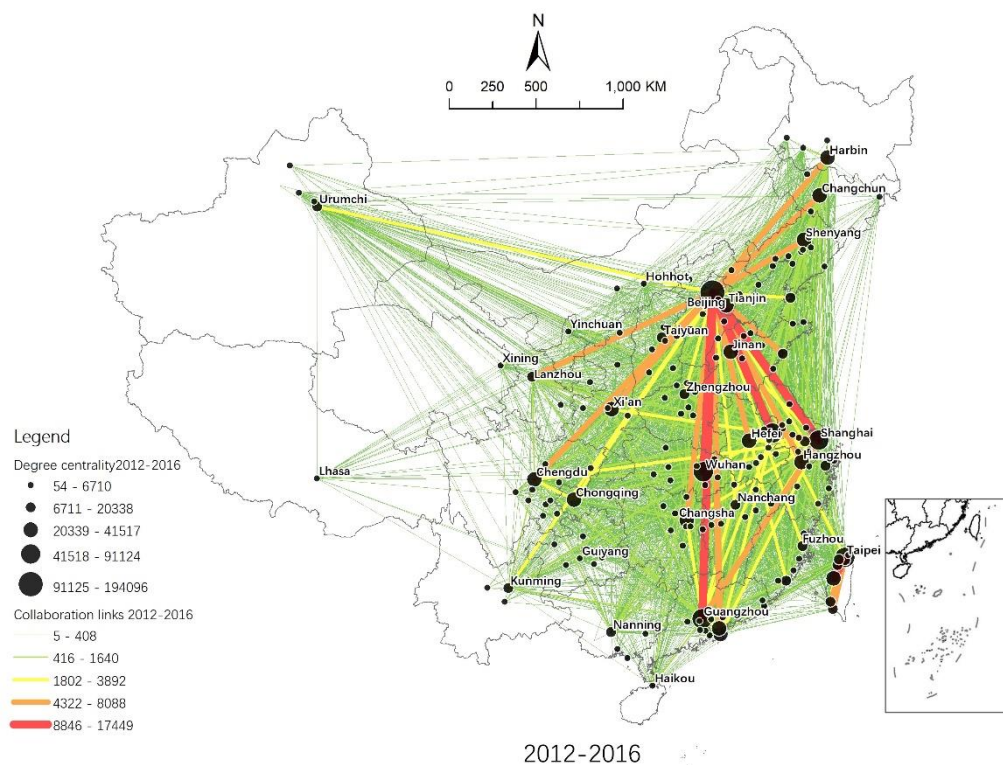 N
0 250 500 1,000 KM
Harbin
Changchun
Urumchi
Shenyang
Hohhot
Beijing
Tianjin
Yinchuan
Taiyuan
Jinan
Xining
Lanzhou
Zhengzhou
Xi'an
Hefei
Shanghai
Hangzhou
Lhasa
Chengdu
Wuhan
Chongqing
Nanchang
Changsha
Fuzhou
Taipei
Guiyang
Kunming
Guangzhou
Nanning
Haikou
Legend
Degree centrality2012-2016
54 - 6710
6711 - 20338
20339 - 41517
41518 - 91124
91125 - 194096
Collaboration links 2012-2016
5 - 408
416 - 1640
1802 - 3892
4322 - 8088
8846 - 17449
2012-2016